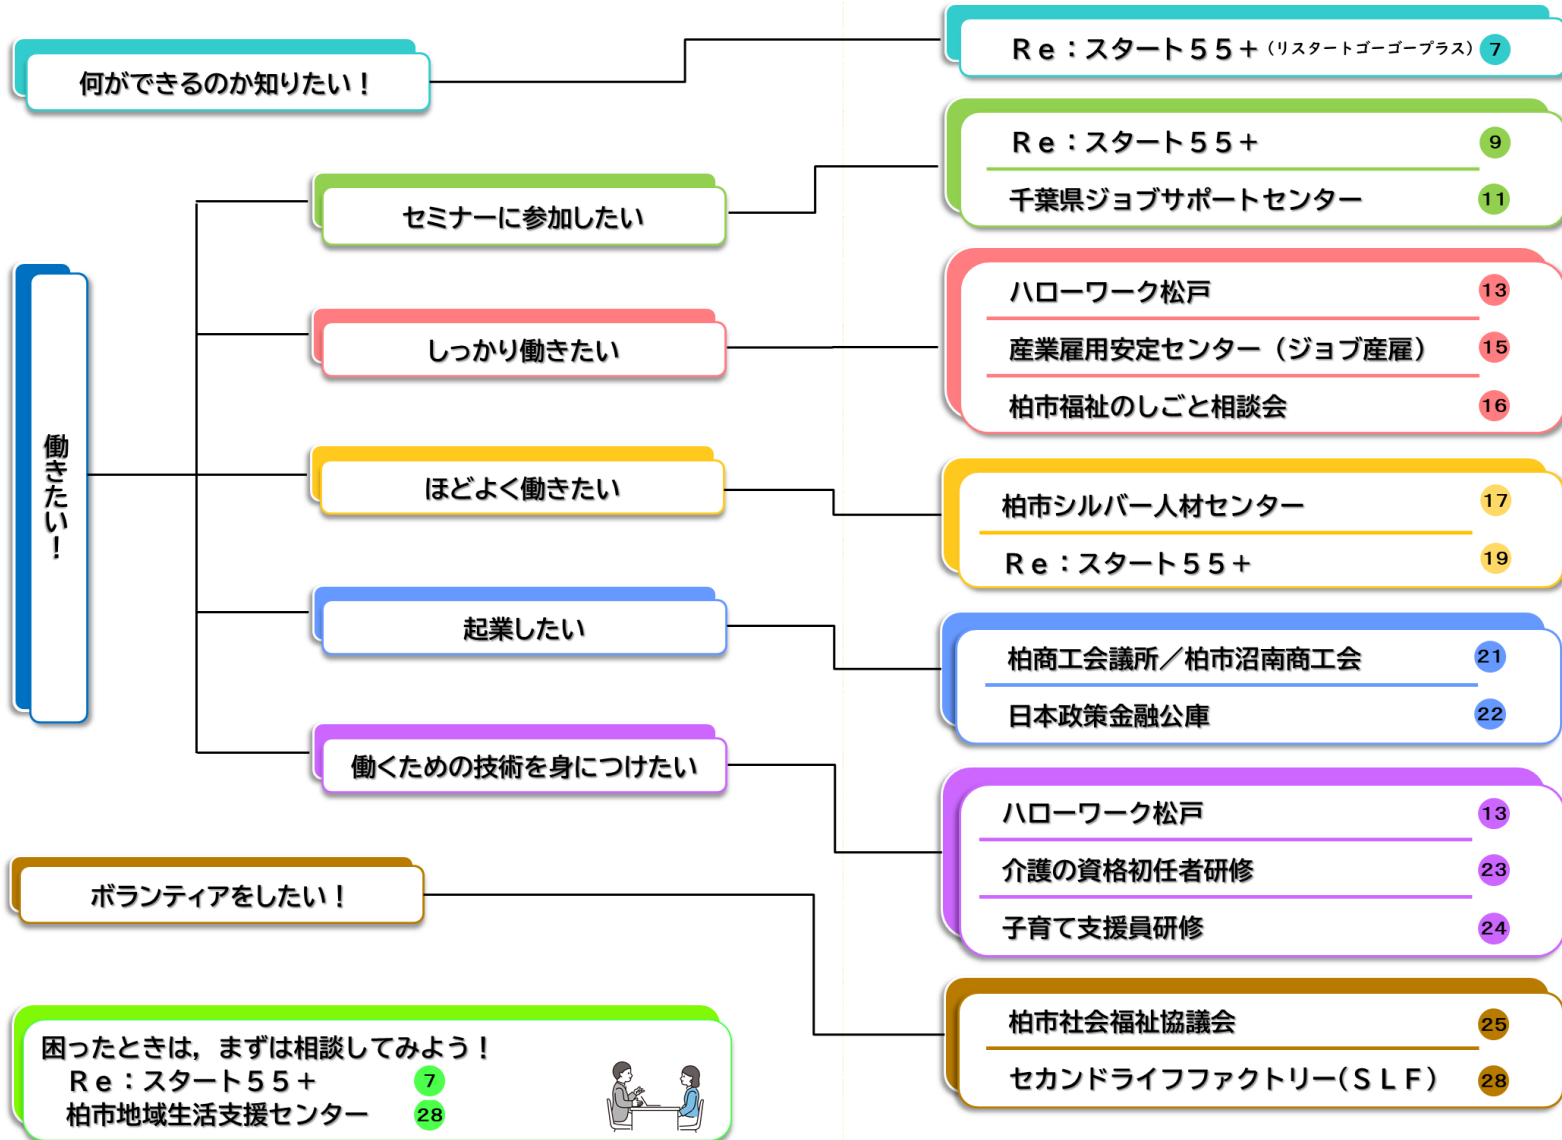 何ができるのか知りたい！
Ｒｅ：スタート５５＋（リスタートゴーゴープラス） 7
働きたい！
セミナーに参加したい
Ｒｅ：スタート５５＋ 9
千葉県ジョブサポートセンター 11
しっかり働きたい
ハローワーク松戸 13
産業雇用安定センター（ジョブ産雇） 15
柏市福祉のしごと相談会 16
ほどよく働きたい
柏市シルバー人材センター 17
Ｒｅ：スタート５５＋ 19
起業したい
柏商工会議所／柏市沼南商工会 21
日本政策金融公庫 22
働くための技術を身につけたい
ハローワーク松戸 13
介護の資格初任者研修 23
子育て支援員研修 24
ボランティアをしたい！
柏市社会福祉協議会 25
セカンドライフファクトリー(ＳＬＦ) 28
困ったときは，まずは相談してみよう！
Ｒｅ：スタート５５＋ 7
柏市地域生活支援センター 28